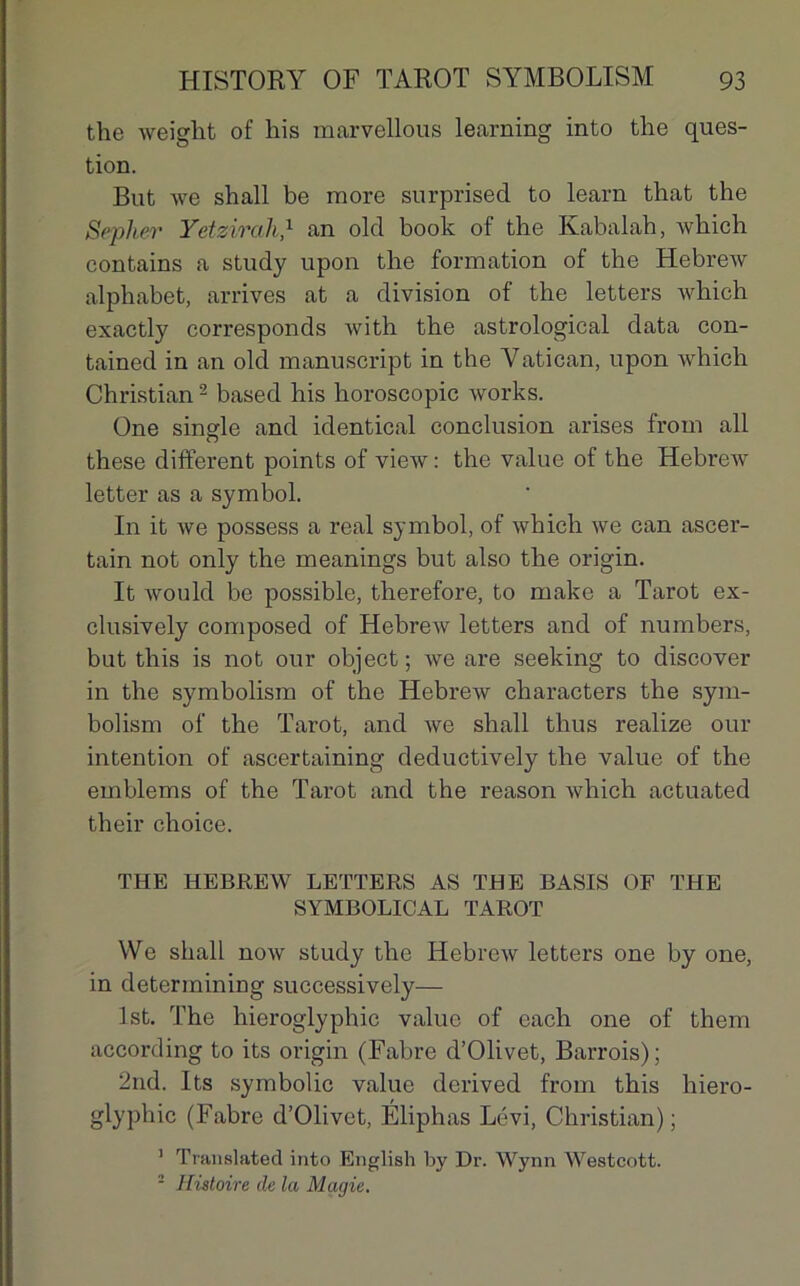 HISTORY OF TAROT SYMBOLISM 93
the weight of his marvellous learning into the ques-
tion.
But we shall be more surprised to learn that the
Sepher Yetzirah,¹ an old book of the Kabalah, which
contains a study upon the formation of the Hebrew
alphabet, arrives at a division of the letters which
exactly corresponds with the astrological data con-
tained in an old manuscript in the Vatican, upon which
Christian ² based his horoscopic works.
One single and identical conclusion arises from all
these different points of view: the value of the Hebrew
letter as a symbol.
In it we possess a real symbol, of which we can ascer-
tain not only the meanings but also the origin.
It would be possible, therefore, to make a Tarot ex-
clusively composed of Hebrew letters and of numbers,
but this is not our object; we are seeking to discover
in the symbolism of the Hebrew characters the sym-
bolism of the Tarot, and we shall thus realize our
intention of ascertaining deductively the value of the
emblems of the Tarot and the reason which actuated
their choice.
THE HEBREW LETTERS AS THE BASIS OF THE
SYMBOLICAL TAROT
We shall now study the Hebrew letters one by one,
in determining successively—
1st. The hieroglyphic value of each one of them
according to its origin (Fabre d'Olivet, Barrois);
2nd. Its symbolic value derived from this hiero-
glyphic (Fabre d'Olivet, Éliphas Lévi, Christian);
¹ Translated into English by Dr. Wynn Westcott.
² Histoire de la Magie.